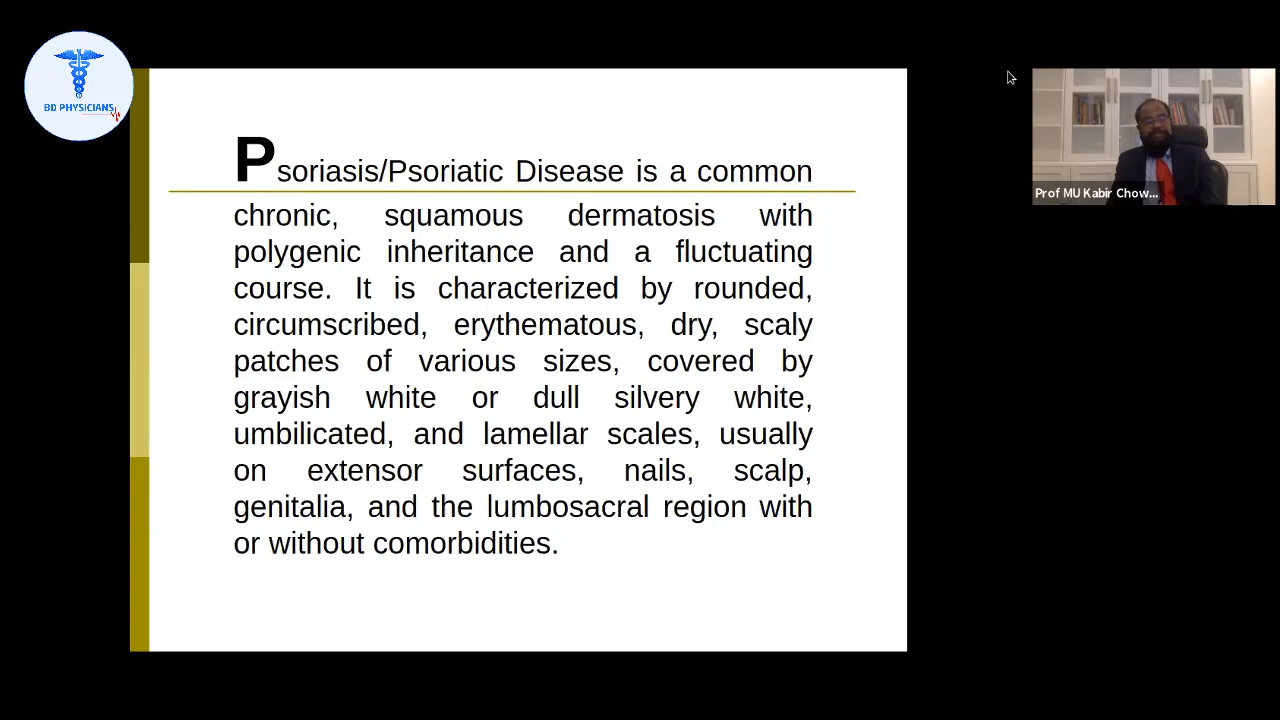 BD PHYSICIANS
Psoriasis/Psoriatic Disease is a common
chronic, squamous dermatosis with
polygenic inheritance and a fluctuating
course. It is characterized by rounded,
circumscribed, erythematous, dry, scaly
patches of various sizes, covered by
grayish white or dull silvery white,
umbilicated, and lamellar scales, usually
on extensor surfaces, nails, scalp,
genitalia, and the lumbosacral region with
or without comorbidities.
Prof MU Kabir Chow...